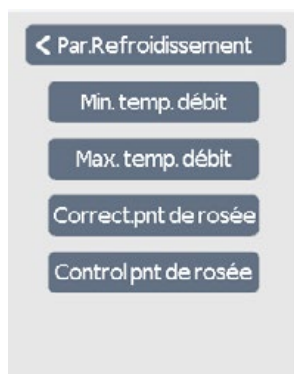 < Par.Refroidissement
Min. temp. débit
Max. temp. débit
Correct.pnt de rosée
Control pnt de rosée